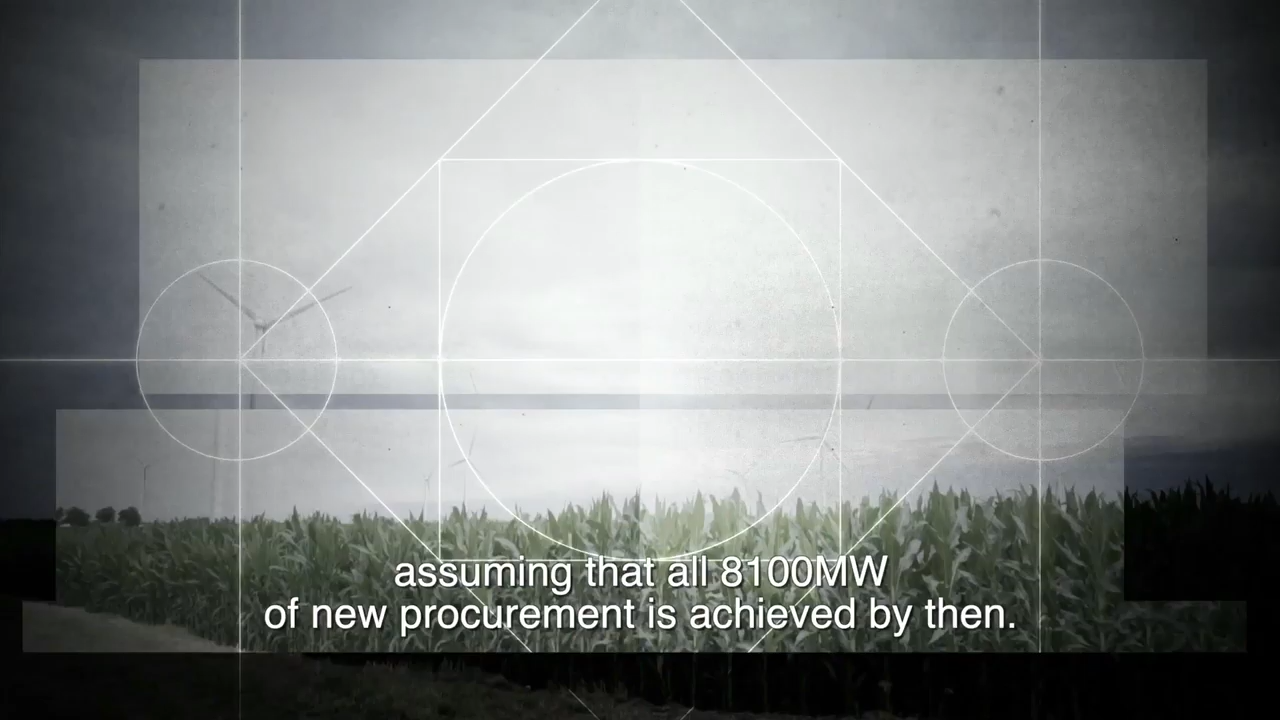 assuming that all 8100MW
of new procurement is achieved by then.